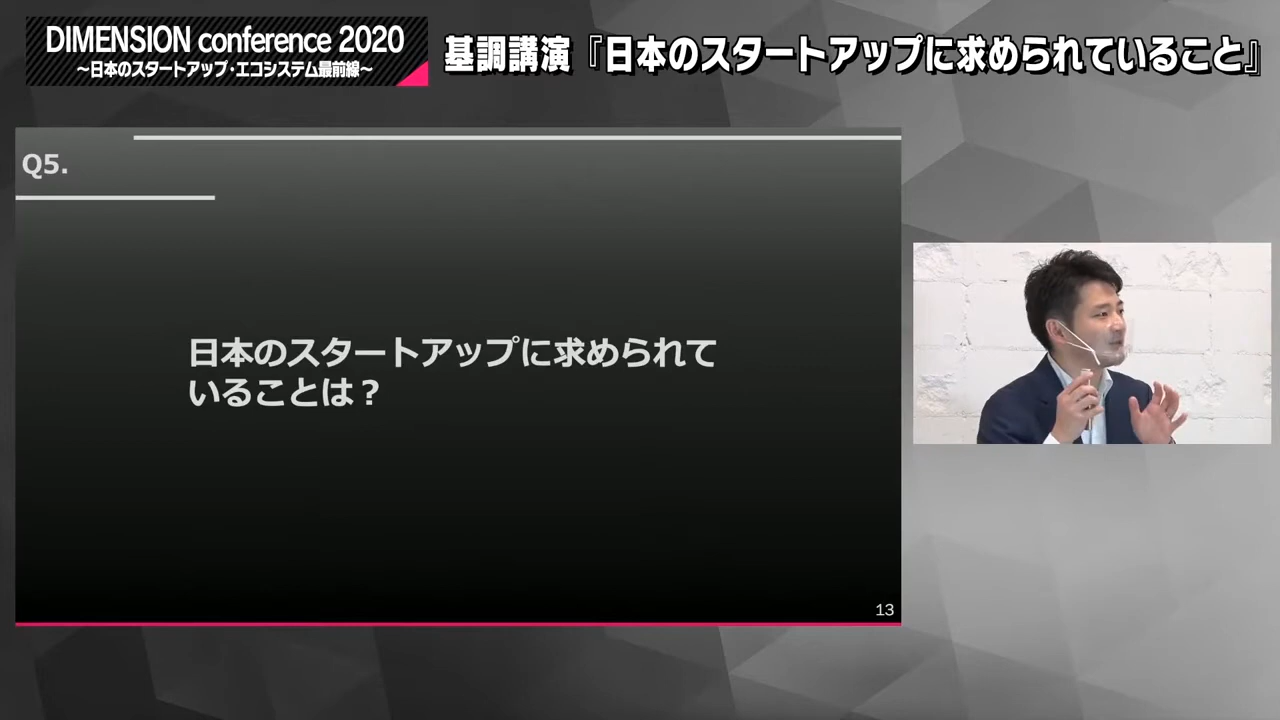 DIMENSION conference 2020
〜日本のスタートアップ・エコシステム最前線〜
基調講演『日本のスタートアップに求められていること』
Q5.
日本のスタートアップに求められて
いることは？
13